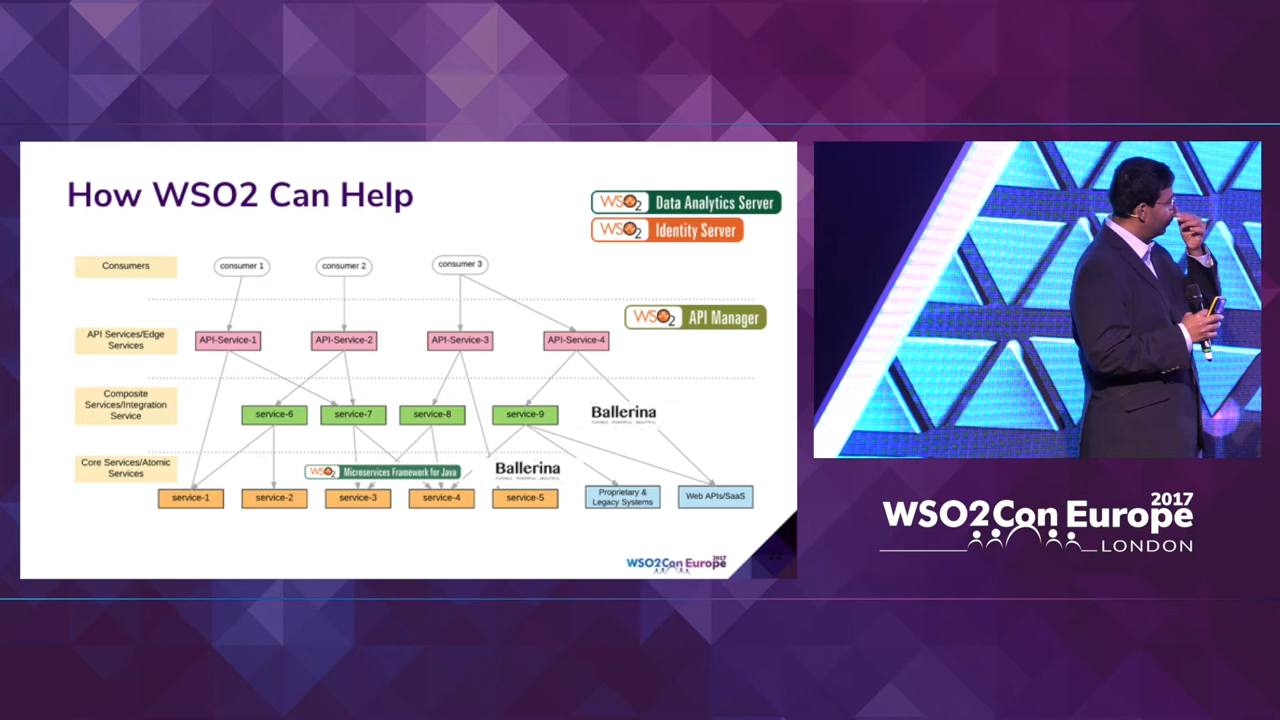 How WSO2 Can Help
WSO2 Data Analytics Server
WSO2 Identity Server
Consumers
consumer 1
consumer 2
consumer 3
WSO2 API Manager
API Services/Edge
Services
API-Service-1
API-Service-2
API-Service-3
API-Service-4
Composite
Services/Integration
Service
service-6
service-7
service-8
service-9
Ballerina
Core Services/Atomic
Services
WSO2 Microservices Framework for Java
Ballerina
service-1
service-2
service-3
service-4
service-5
Proprietary &
Legacy Systems
Web APIs/SaaS
WSO2Con Europe 2017
2017
WSO2Con Europe
LONDON